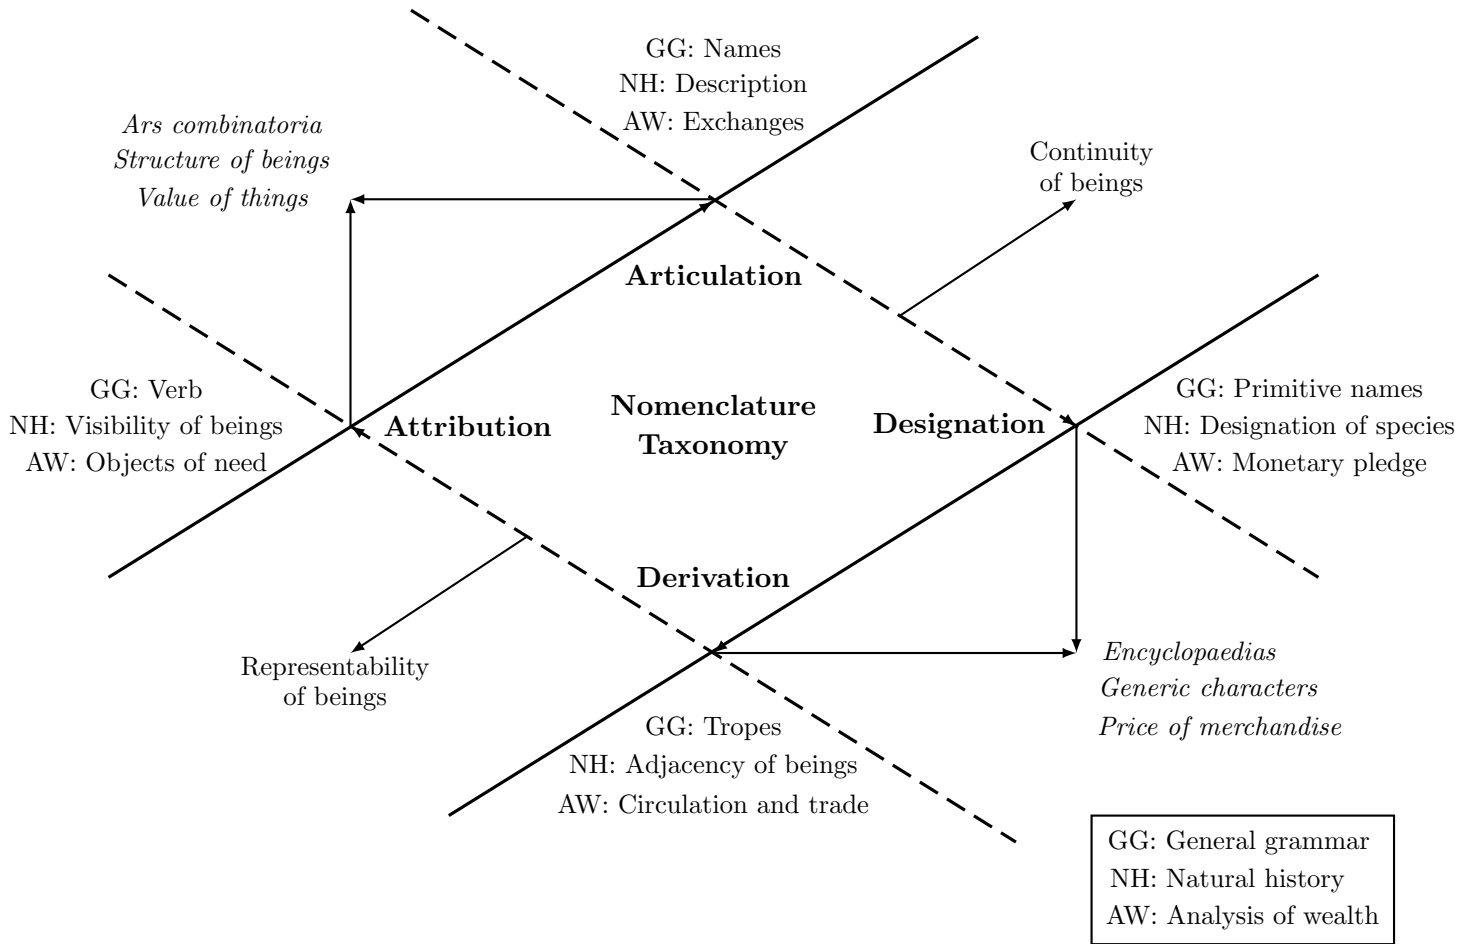 GG: Names
NH: Description
AW: Exchanges
Ars combinatoria
Structure of beings
Value of things
Continuity
of beings
Articulation
GG: Verb
NH: Visibility of beings
AW: Objects of need
Attribution
Nomenclature
Taxonomy
Designation
GG: Primitive names
NH: Designation of species
AW: Monetary pledge
Derivation
Representability
of beings
Encyclopaedias
Generic characters
Price of merchandise
GG: Tropes
NH: Adjacency of beings
AW: Circulation and trade
GG: General grammar
NH: Natural history
AW: Analysis of wealth